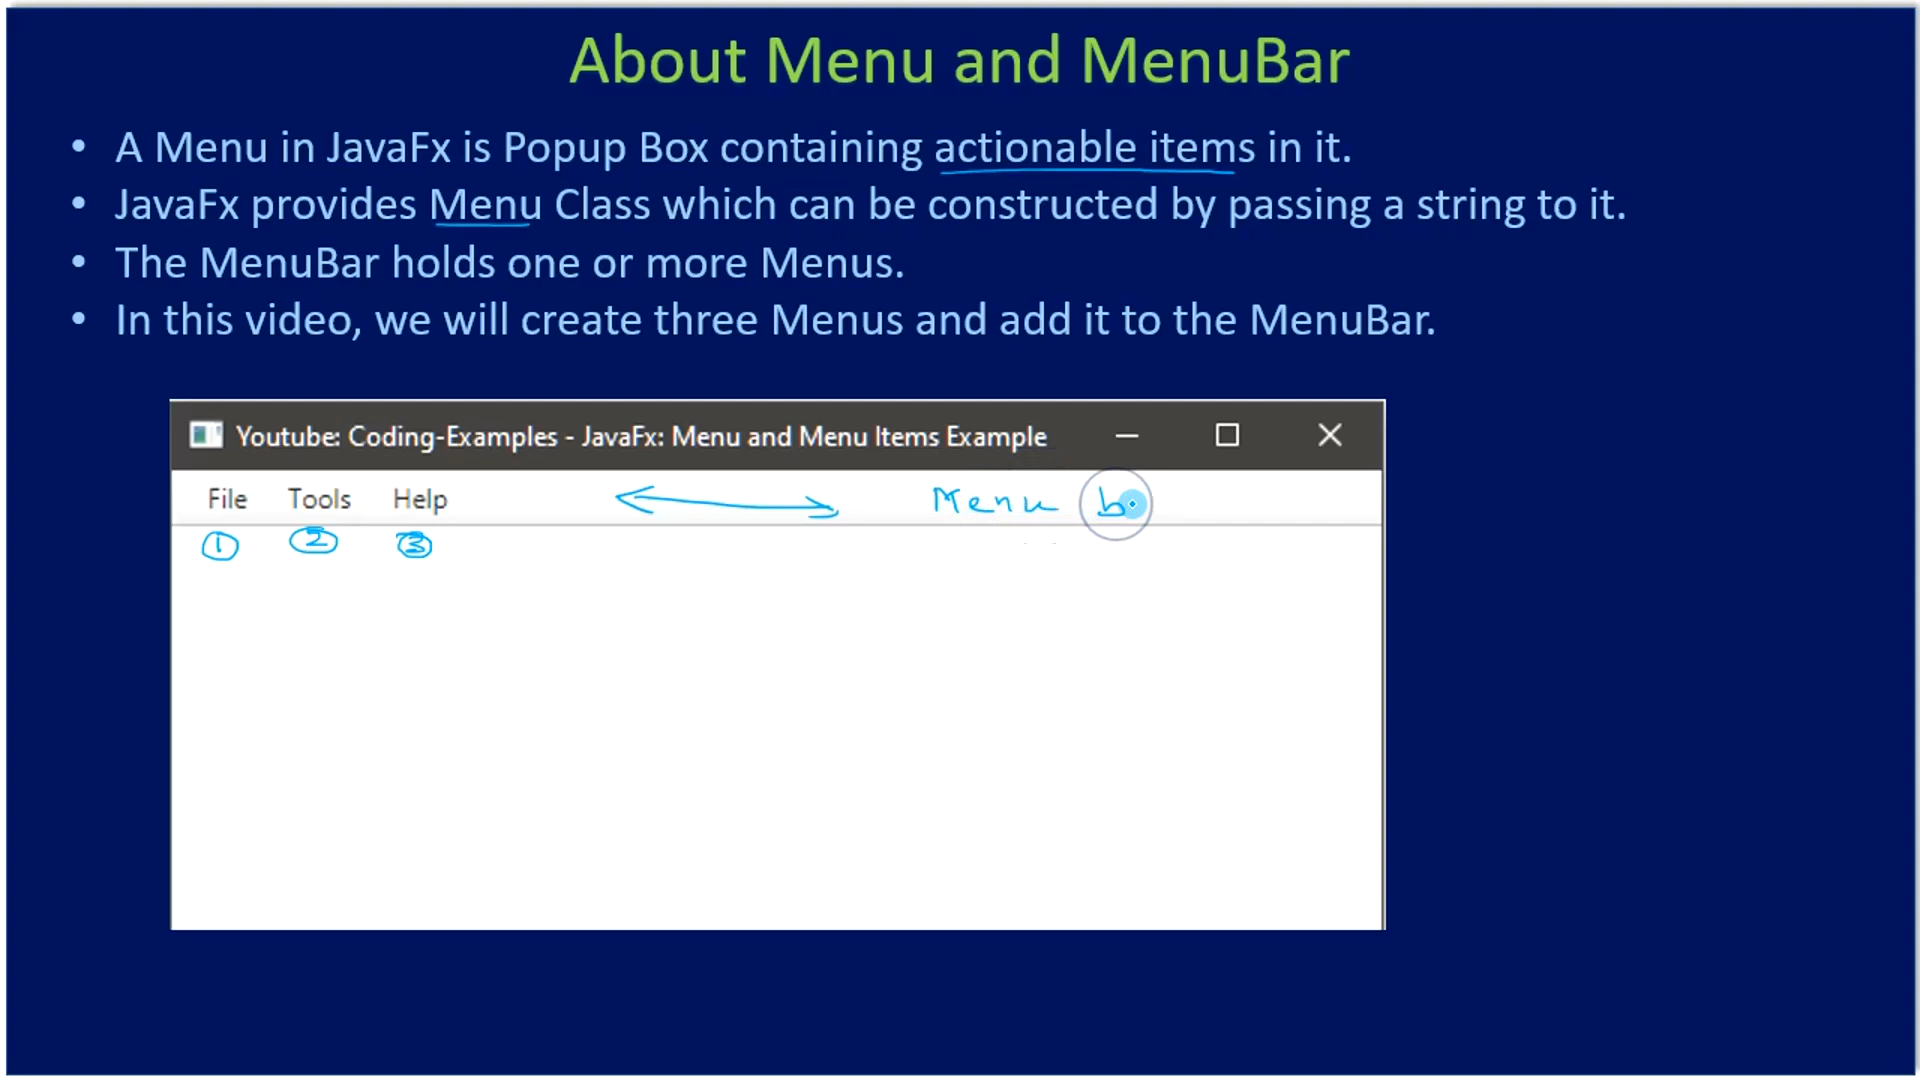 About Menu and MenuBar
• A Menu in JavaFx is Popup Box containing actionable items in it.
• JavaFx provides Menu Class which can be constructed by passing a string to it.
• The MenuBar holds one or more Menus.
• In this video, we will create three Menus and add it to the MenuBar.
Youtube: Coding-Examples - JavaFx: Menu and Menu Items Example
File Tools Help Menu b
1 2 3